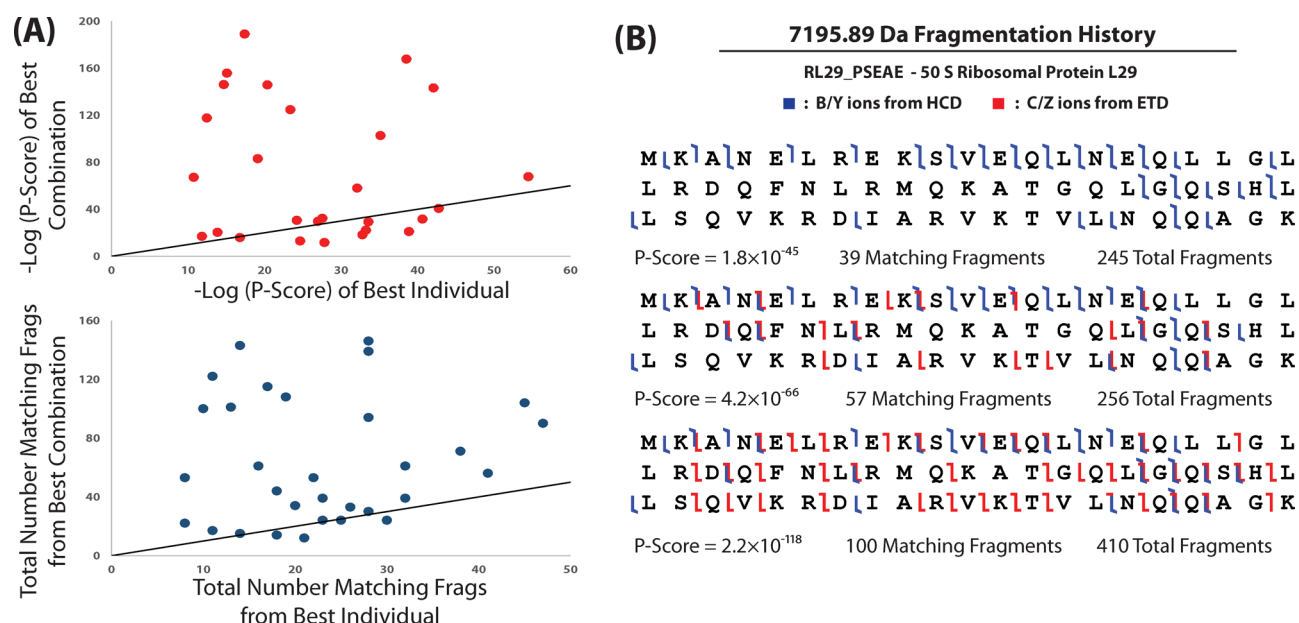 (A)
200
160
120
80
40
0
0 10 20 30 40 50 60
-Log (P-Score) of Best
Combination
-Log (P-Score) of Best Individual
160
120
80
40
0
0 10 20 30 40 50
Total Number Matching Frags
from Best Combination
Total Number Matching Frags
from Best Individual
(B)
7195.89 Da Fragmentation History
RL29_PSEAE - 50 S Ribosomal Protein L29
: B/Y ions from HCD : C/Z ions from ETD
M K A N E L R E K S V E Q L N E Q L L G L
L R D Q F N L R M Q K A T G Q L G Q S H L
L S Q V K R D I A R V K T V L N Q Q A G K
P-Score = 1.8×10⁻⁴⁵ 39 Matching Fragments 245 Total Fragments
M K A N E L R E K S V E Q L N E Q L L G L
L R D Q F N L R M Q K A T G Q L G Q S H L
L S Q V K R D I A R V K T V L N Q Q A G K
P-Score = 4.2×10⁻⁶⁶ 57 Matching Fragments 256 Total Fragments
M K A N E L R E K S V E Q L N E Q L L G L
L R D Q F N L R M Q K A T G Q L G Q S H L
L S Q V K R D I A R V K T V L N Q Q A G K
P-Score = 2.2×10⁻¹¹⁸ 100 Matching Fragments 410 Total Fragments